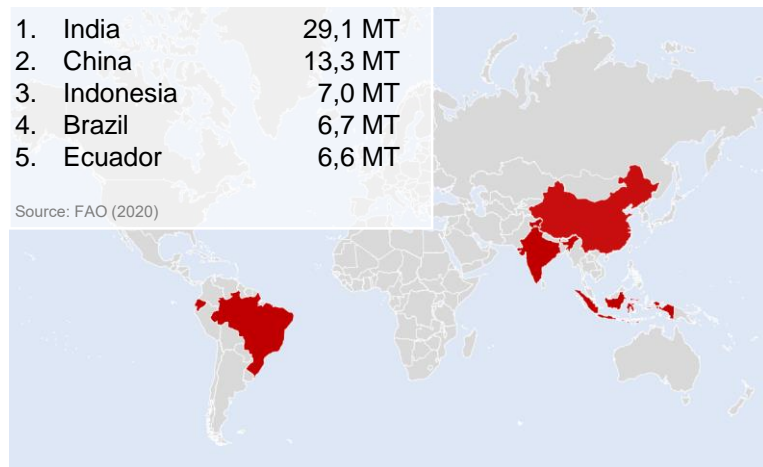 1. India 29,1 MT
2. China 13,3 MT
3. Indonesia 7,0 MT
4. Brazil 6,7 MT
5. Ecuador 6,6 MT
Source: FAO (2020)